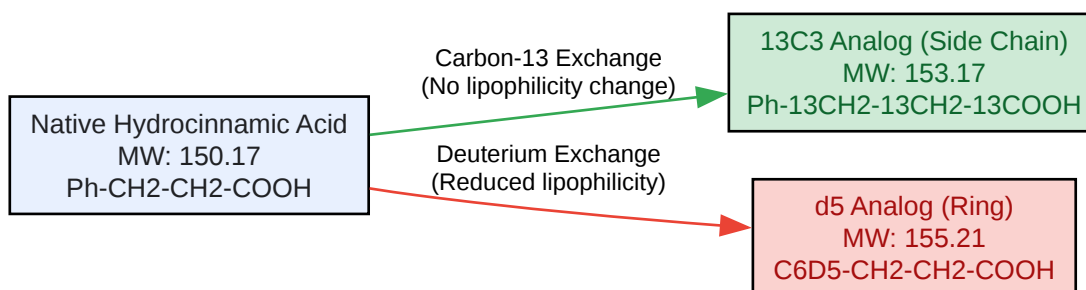 Native Hydrocinnamic Acid
MW: 150.17
Ph-CH2-CH2-COOH
Carbon-13 Exchange
(No lipophilicity change)
Deuterium Exchange
(Reduced lipophilicity)
13C3 Analog (Side Chain)
MW: 153.17
Ph-13CH2-13CH2-13COOH
d5 Analog (Ring)
MW: 155.21
C6D5-CH2-CH2-COOH